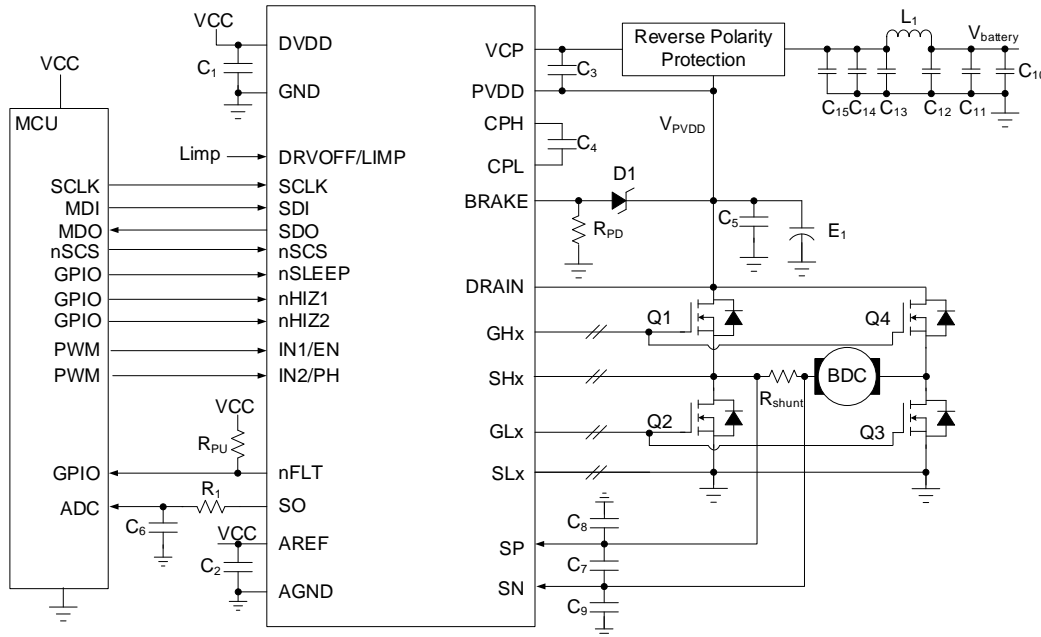 VCC
DVDD
C1
GND
VCC
MCU
Limp
DRVOFF/LIMP
SCLK
SCLK
MDI
SDI
MDO
SDO
nSCS
nSCS
GPIO
nSLEEP
GPIO
nHIZ1
GPIO
nHIZ2
PWM
IN1/EN
PWM
IN2/PH
VCC
RPU
GPIO
nFLT
ADC
R1
SO
C6
VCC
AREF
C2
AGND
VCP
C3
Reverse Polarity
Protection
L1
Vbattery
C15
C14
C13
C12
C11
C10
PVDD
CPH
C4
CPL
VPVDD
BRAKE
D1
RPD
C5
E1
DRAIN
Q1
Q4
GHx
SHx
Rshunt
BDC
GLx
Q2
Q3
SLx
C8
SP
C7
SN
C9